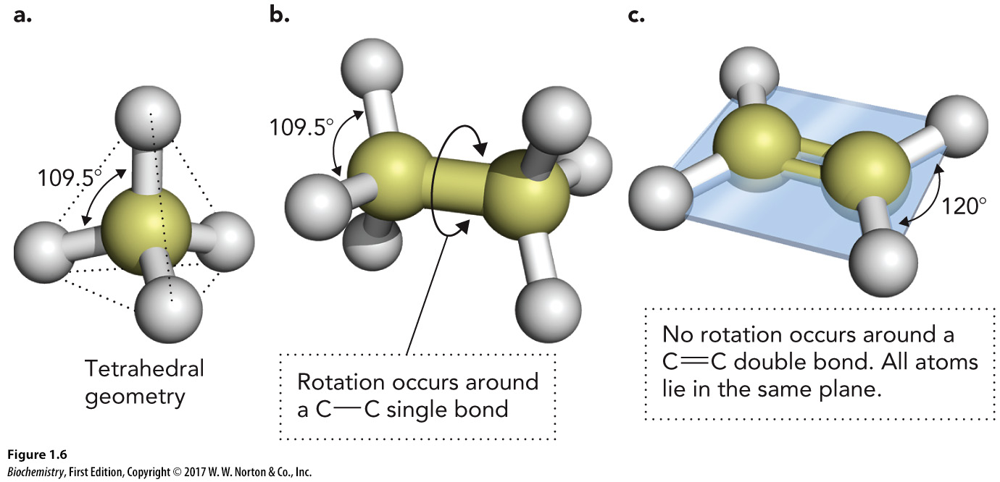 a.
109.5°
Tetrahedral
geometry
b.
109.5°
Rotation occurs around
a C—C single bond
c.
120°
No rotation occurs around a
C=C double bond. All atoms
lie in the same plane.
Figure 1.6
Biochemistry, First Edition, Copyright © 2017 W. W. Norton & Co., Inc.